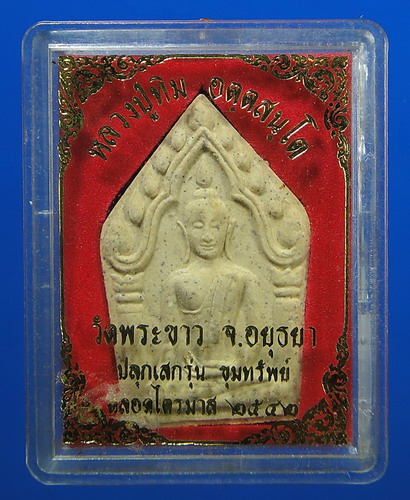 หลวงปู่ทิม อตฺตสนฺโต
วัดพระขาว จ.อยุธยา
ปลุกเสกรุ่น ขุมทรัพย์
ตลอดไตรมาส ๒๕๔๒